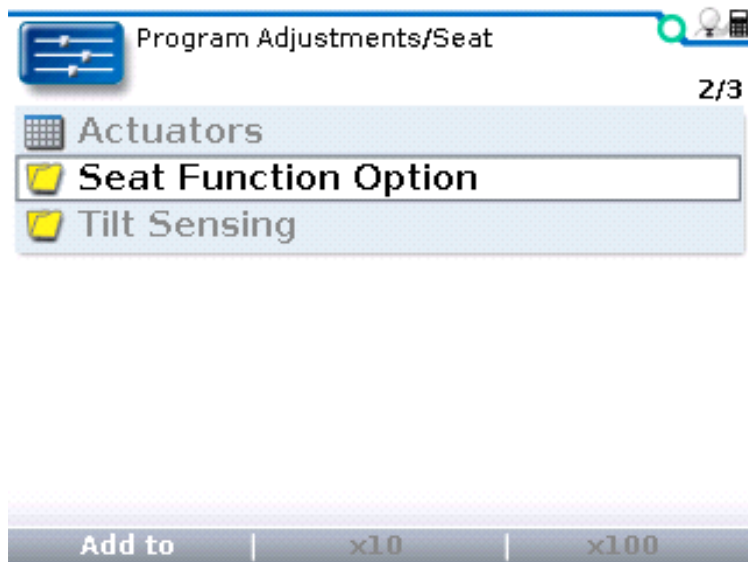 Program Adjustments/Seat
2/3
Actuators
Seat Function Option
Tilt Sensing
Add to | x10 | x100